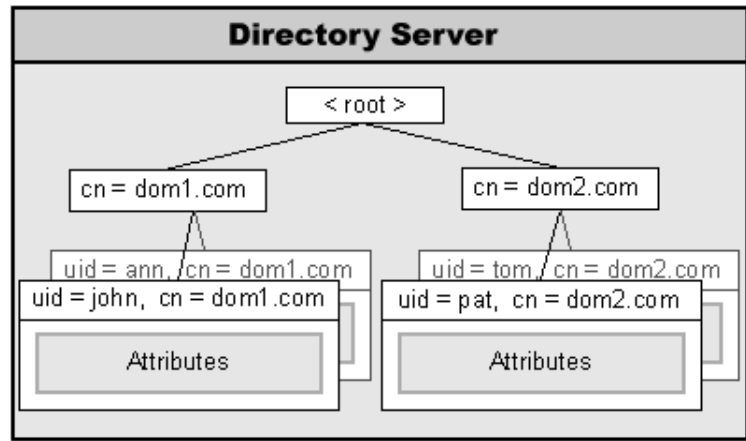 Directory Server
< root >
cn = dom1.com
cn = dom2.com
uid = ann, cn = dom1.com
uid = tom, cn = dom2.com
uid = john, cn = dom1.com
uid = pat, cn = dom2.com
Attributes
Attributes